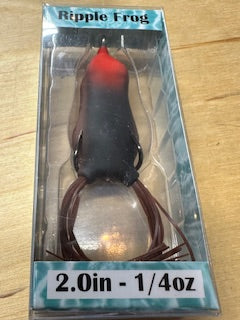 Ripple Frog
2.0in - 1/4oz